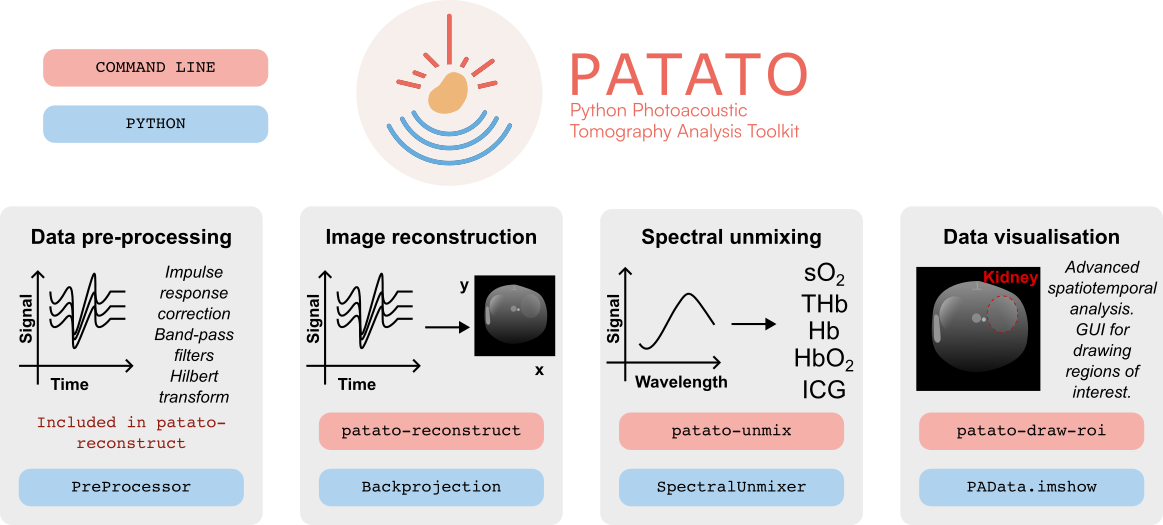 COMMAND LINE
PYTHON
PATATO
Python Photoacoustic
Tomography Analysis Toolkit
Data pre-processing
Signal
Time
Impulse
response
correction
Band-pass
filters
Hilbert
transform
Included in patato-
reconstruct
PreProcessor
Image reconstruction
Signal
Time
y
x
patato-reconstruct
Backprojection
Spectral unmixing
Signal
Wavelength
sO2
THb
Hb
HbO2
ICG
patato-unmix
SpectralUnmixer
Data visualisation
Kidney
Advanced
spatiotemporal
analysis.
GUI for
drawing
regions of
interest.
patato-draw-roi
PAData.imshow